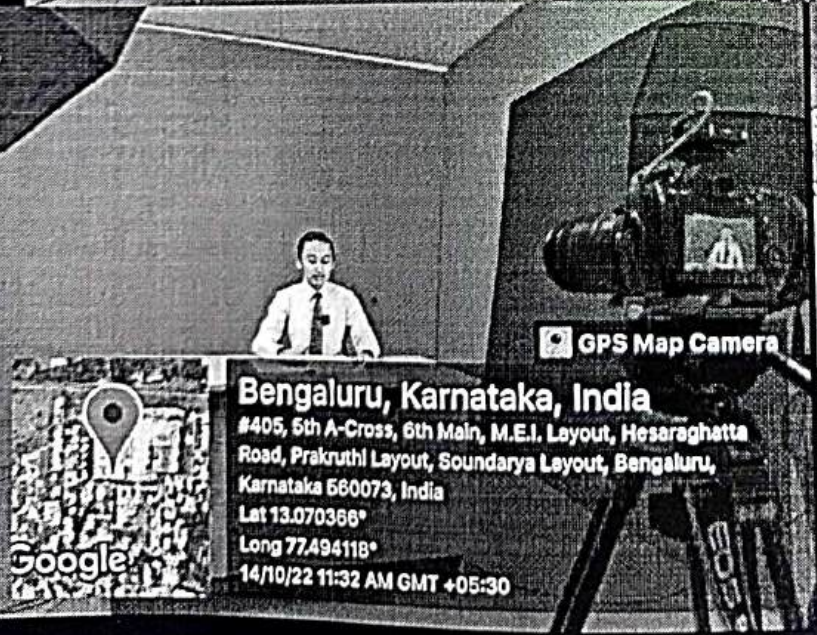 GPS Map Camera
Bengaluru, Karnataka, India
#405, 5th A-Cross, 6th Main, M.E.I. Layout, Hesaraghatta
Road, Prakruthi Layout, Soundarya Layout, Bengaluru,
Karnataka 560073, India
Lat 13.070366°
Long 77.494118°
14/10/22 11:32 AM GMT +05:30
Google